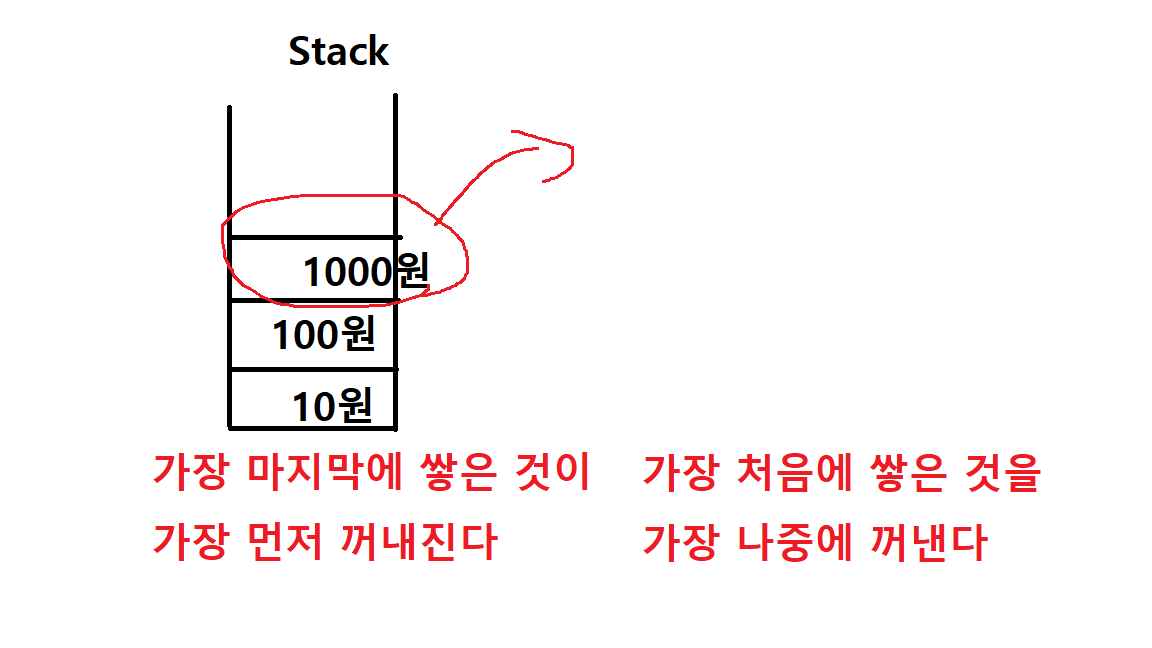 Stack
1000원
100원
10원
가장 마지막에 쌓은 것이
가장 먼저 꺼내진다
가장 처음에 쌓은 것을
가장 나중에 꺼낸다